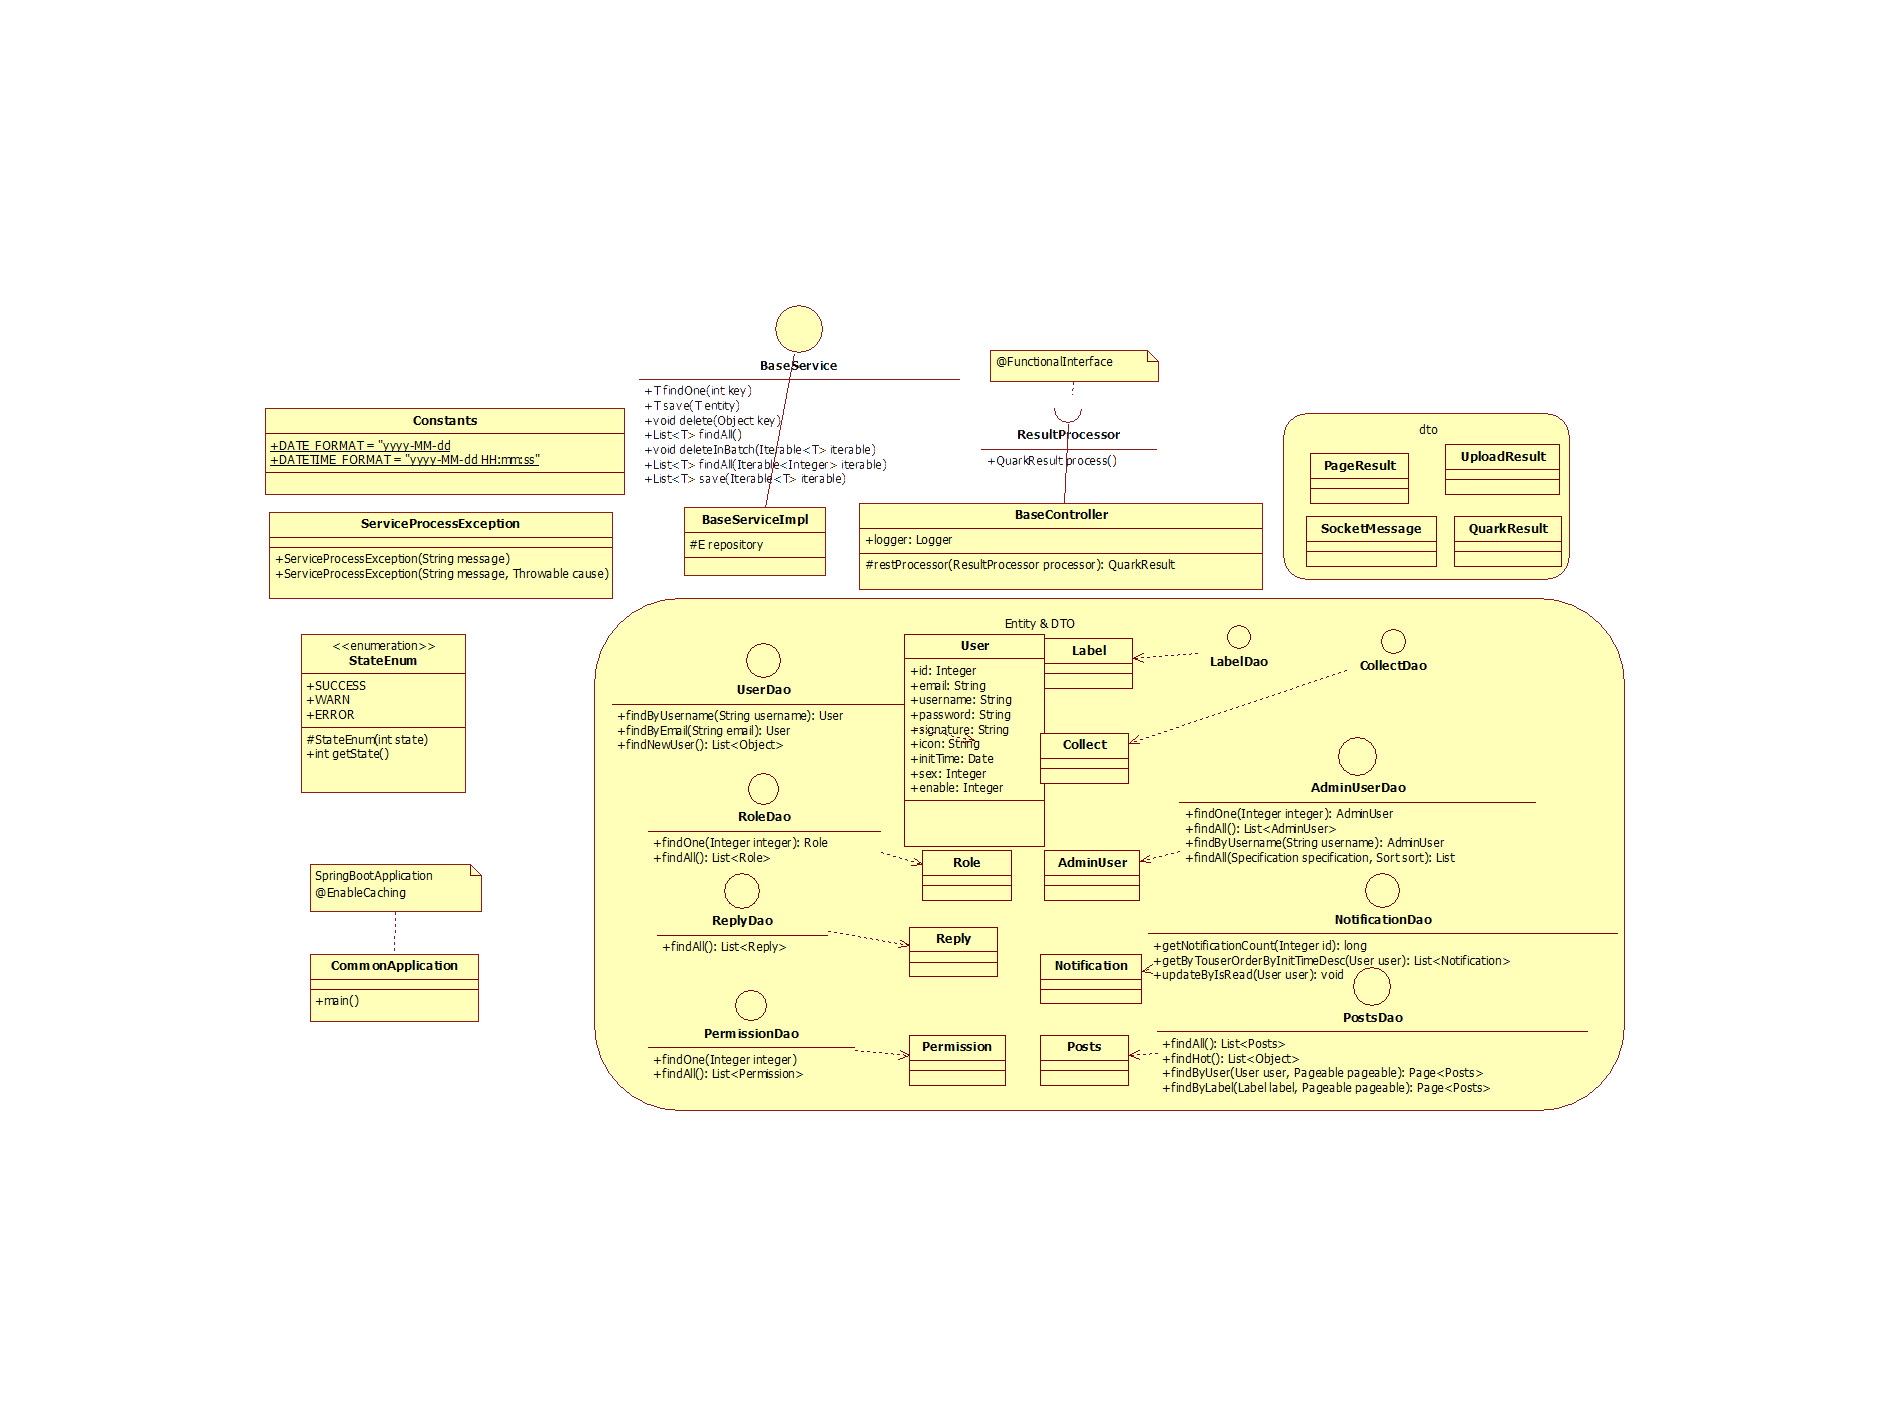 BaseService
+T findOne(int key)
+T save(T entity)
+void delete(Object key)
+List<T> findAll()
+void deleteInBatch(Iterable<T> iterable)
+List<T> findAll(Iterable<Integer> iterable)
+List<T> save(Iterable<T> iterable)
@FunctionalInterface
ResultProcessor
+QuarkResult process()
Constants
+DATE_FORMAT = "yyyy-MM-dd
+DATETIME_FORMAT = "yyyy-MM-dd HH:mm:ss"
dto
PageResult
UploadResult
SocketMessage
QuarkResult
ServiceProcessException
+ServiceProcessException(String message)
+ServiceProcessException(String message, Throwable cause)
BaseServiceImpl
#E repository
BaseController
+logger: Logger
#restProcessor(ResultProcessor processor): QuarkResult
<<enumeration>>
StateEnum
+SUCCESS
+WARN
+ERROR
#StateEnum(int state)
+int getState()
SpringBootApplication
@EnableCaching
CommonApplication
+main()
Entity & DTO
UserDao
+findByUsername(String username): User
+findByEmail(String email): User
+findNewUser(): List<Object>
User
+id: Integer
+email: String
+username: String
+password: String
+signature: String
+icon: String
+initTime: Date
+sex: Integer
+enable: Integer
Label
LabelDao
CollectDao
Collect
RoleDao
+findOne(Integer integer): Role
+findAll(): List<Role>
Role
AdminUser
AdminUserDao
+findOne(Integer integer): AdminUser
+findAll(): List<AdminUser>
+findByUsername(String username): AdminUser
+findAll(Specification specification, Sort sort): List
ReplyDao
+findAll(): List<Reply>
Reply
Notification
NotificationDao
+getNotificationCount(Integer id): long
+getByTouserOrderByInitTimeDesc(User user): List<Notification>
+updateByIsRead(User user): void
PermissionDao
+findOne(Integer integer)
+findAll(): List<Permission>
Permission
Posts
PostsDao
+findAll(): List<Posts>
+findHot(): List<Object>
+findByUser(User user, Pageable pageable): Page<Posts>
+findByLabel(Label label, Pageable pageable): Page<Posts>